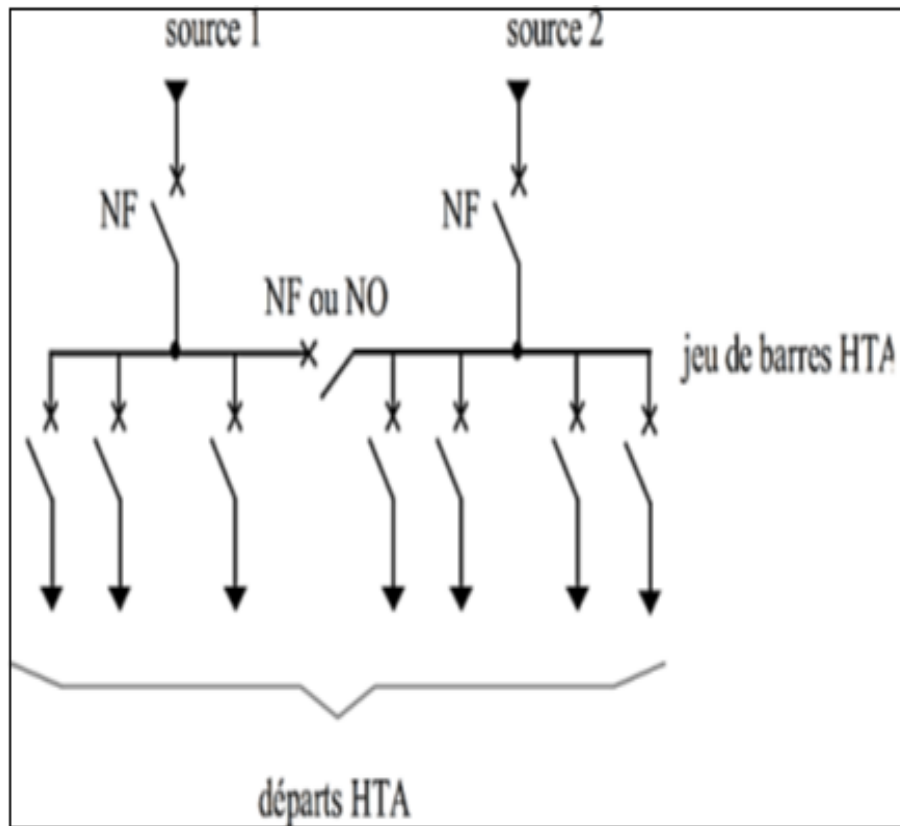 source 1
source 2
NF
NF
NF ou NO
jeu de barres HTA
départs HTA